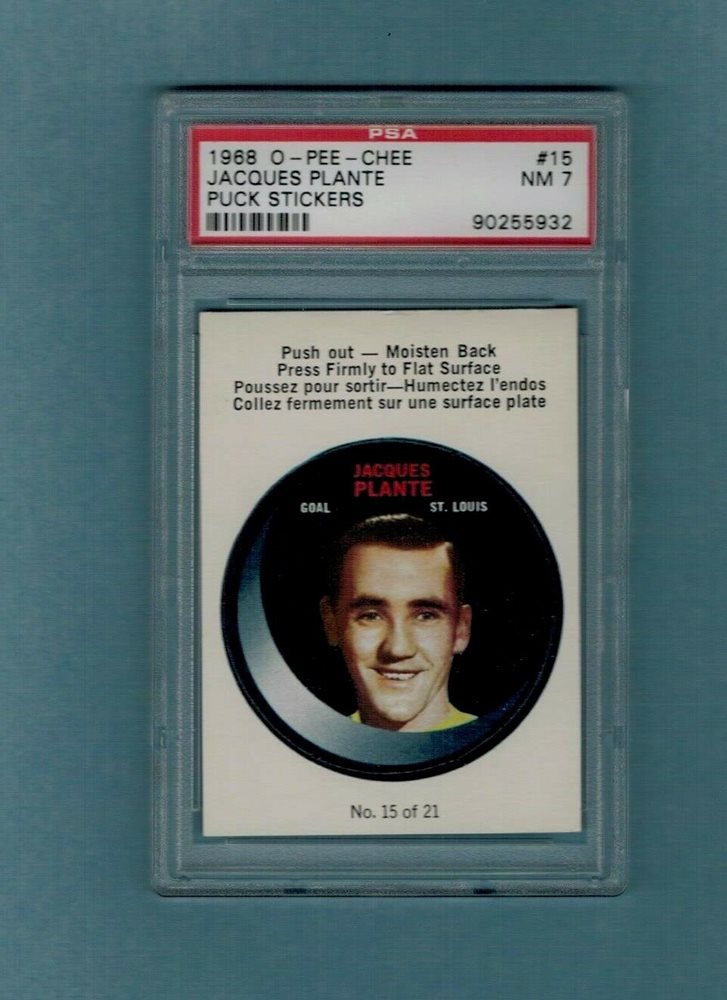 PSA
1968 O-PEE-CHEE #15
JACQUES PLANTE NM 7
PUCK STICKERS
90255932
Push out — Moisten Back
Press Firmly to Flat Surface
Poussez pour sortir—Humectez l'endos
Collez fermement sur une surface plate
JACQUES
PLANTE
GOAL ST. LOUIS
No. 15 of 21